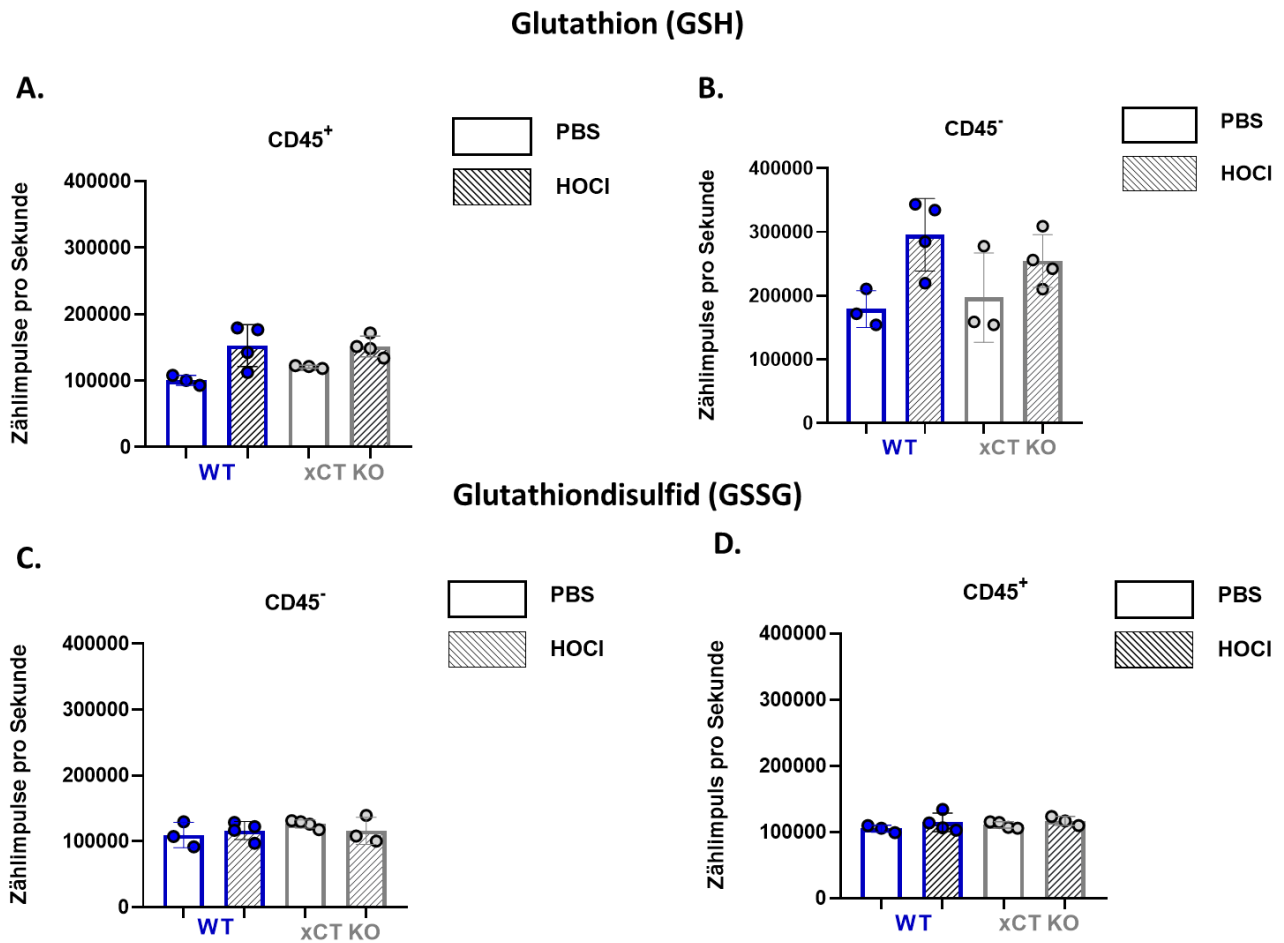 Glutathion (GSH)
A.
CD45+
PBS
HOCl
Zählimpulse pro Sekunde
400000
300000
200000
100000
0
WT
xCT KO
B.
CD45-
PBS
HOCl
Zählimpulse pro Sekunde
400000
300000
200000
100000
0
WT
xCT KO
Glutathiondisulfid (GSSG)
C.
CD45-
PBS
HOCl
Zählimpulse pro Sekunde
400000
300000
200000
100000
0
WT
xCT KO
D.
CD45+
PBS
HOCl
Zählimpuls pro Sekunde
400000
300000
200000
100000
0
WT
xCT KO